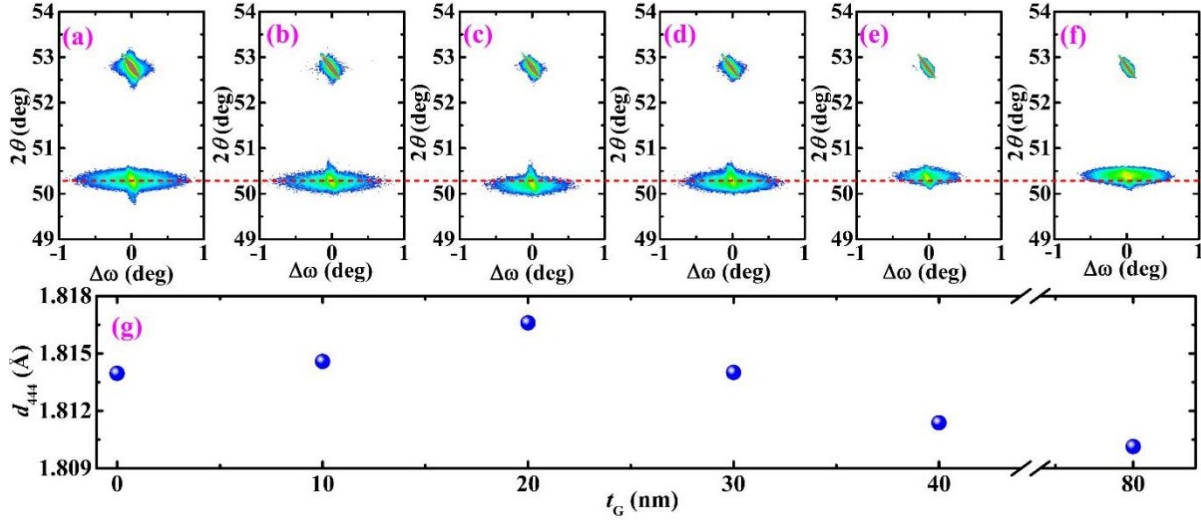 (a) (b) (c) (d) (e) (f)
54 54 54 54 54 54
53 53 53 53 53 53
52 52 52 52 52 52
51 51 51 51 51 51
50 50 50 50 50 50
49 49 49 49 49 49
2θ (deg) 2θ (deg) 2θ (deg) 2θ (deg) 2θ (deg) 2θ (deg)
-1 0 1 -1 0 1 -1 0 1 -1 0 1 -1 0 1 -1 0 1
Δω (deg) Δω (deg) Δω (deg) Δω (deg) Δω (deg) Δω (deg)
(g)
1.818
1.815
1.812
1.809
d444 (Å)
0 10 20 30 40 80
tG (nm)